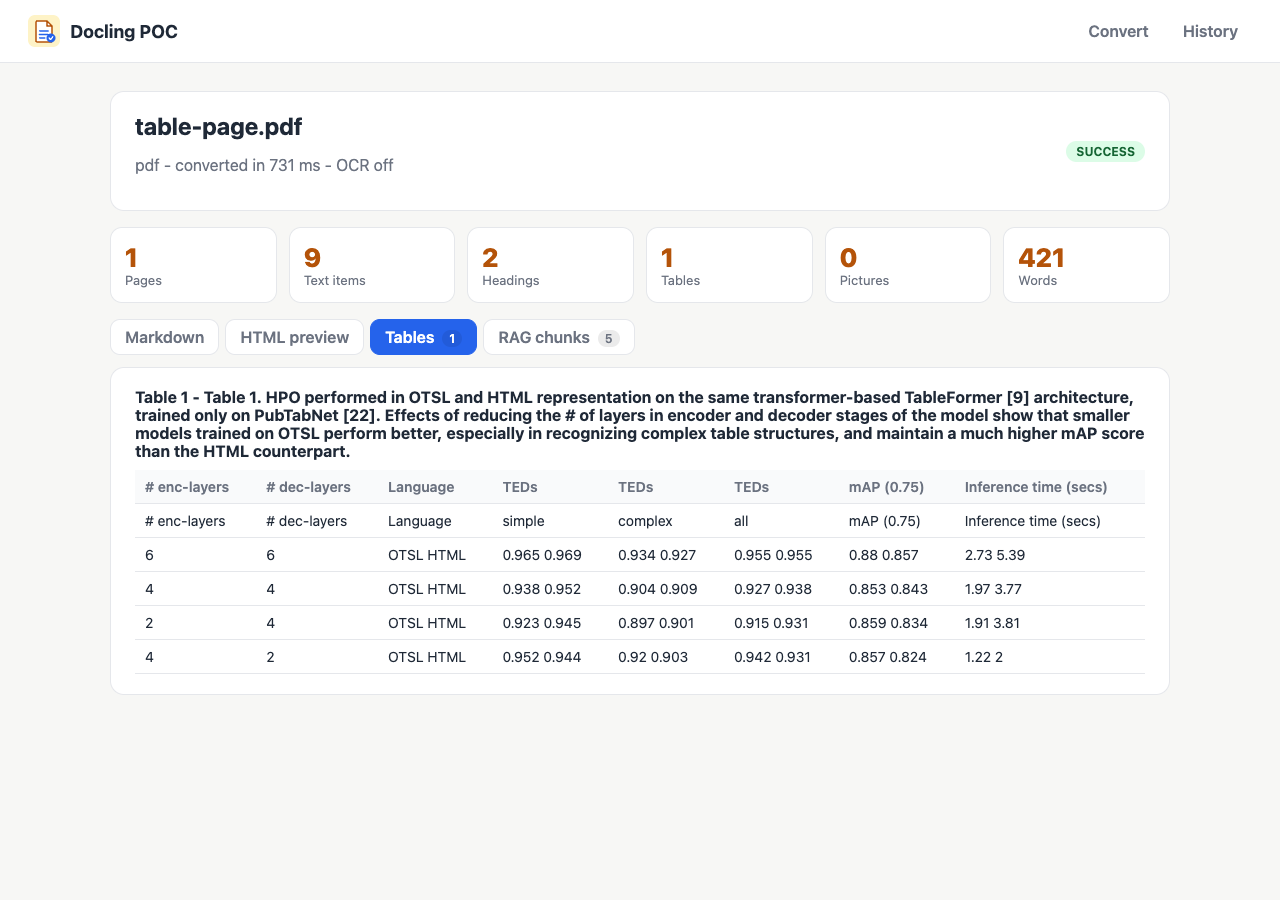 Docling POC
Convert
History
table-page.pdf
pdf - converted in 731 ms - OCR off
SUCCESS
1
Pages
9
Text items
2
Headings
1
Tables
0
Pictures
421
Words
Markdown
HTML preview
Tables 1
RAG chunks 5
Table 1 - Table 1. HPO performed in OTSL and HTML representation on the same transformer-based TableFormer [9] architecture,
trained only on PubTabNet [22]. Effects of reducing the # of layers in encoder and decoder stages of the model show that smaller
models trained on OTSL perform better, especially in recognizing complex table structures, and maintain a much higher mAP score
than the HTML counterpart.
# enc-layers # dec-layers Language TEDs TEDs TEDs mAP (0.75) Inference time (secs)
# enc-layers # dec-layers Language simple complex all mAP (0.75) Inference time (secs)
6 6 OTSL HTML 0.965 0.969 0.934 0.927 0.955 0.955 0.88 0.857 2.73 5.39
4 4 OTSL HTML 0.938 0.952 0.904 0.909 0.927 0.938 0.853 0.843 1.97 3.77
2 4 OTSL HTML 0.923 0.945 0.897 0.901 0.915 0.931 0.859 0.834 1.91 3.81
4 2 OTSL HTML 0.952 0.944 0.92 0.903 0.942 0.931 0.857 0.824 1.22 2